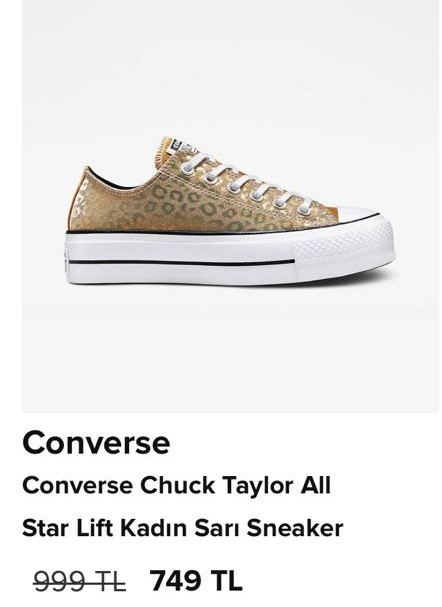 Converse
Converse Chuck Taylor All
Star Lift Kadın Sarı Sneaker
999 TL 749 TL